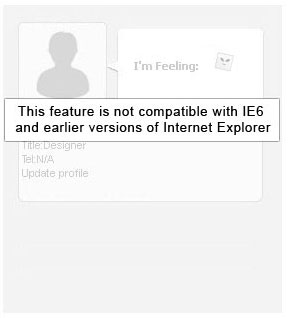 I'm Feeling:
This feature is not compatible with IE6
and earlier versions of Internet Explorer
Title:Designer
Tel:N/A
Update profile